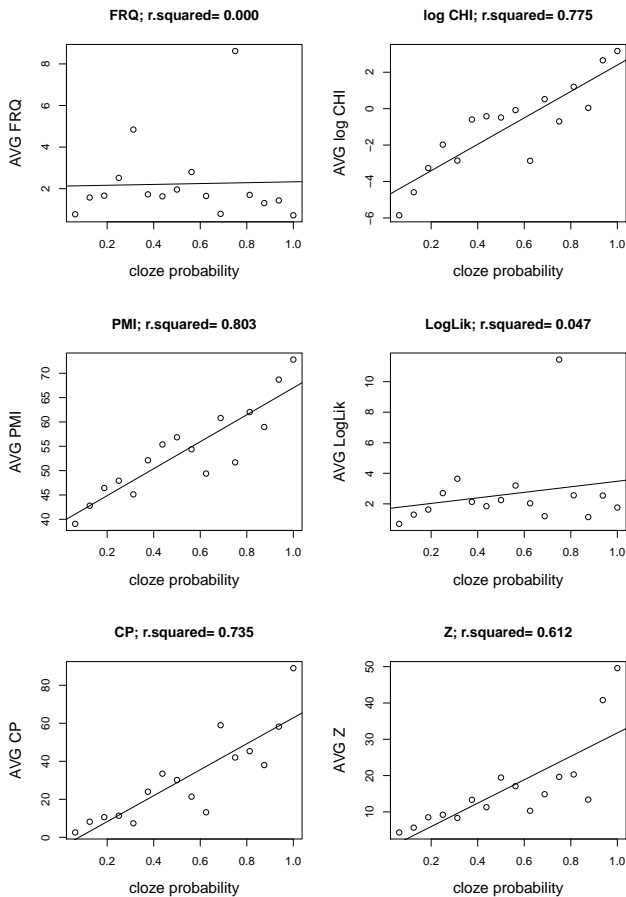 FRQ; r.squared= 0.000
AVG FRQ
8
6
4
2
0.2 0.4 0.6 0.8 1.0
cloze probability
log CHI; r.squared= 0.775
AVG log CHI
2
0
−2
−4
−6
0.2 0.4 0.6 0.8 1.0
cloze probability
PMI; r.squared= 0.803
AVG PMI
70
65
60
55
50
45
40
0.2 0.4 0.6 0.8 1.0
cloze probability
LogLik; r.squared= 0.047
AVG LogLik
10
8
6
4
2
0.2 0.4 0.6 0.8 1.0
cloze probability
CP; r.squared= 0.735
AVG CP
80
60
40
20
0
0.2 0.4 0.6 0.8 1.0
cloze probability
Z; r.squared= 0.612
AVG Z
50
40
30
20
10
0.2 0.4 0.6 0.8 1.0
cloze probability